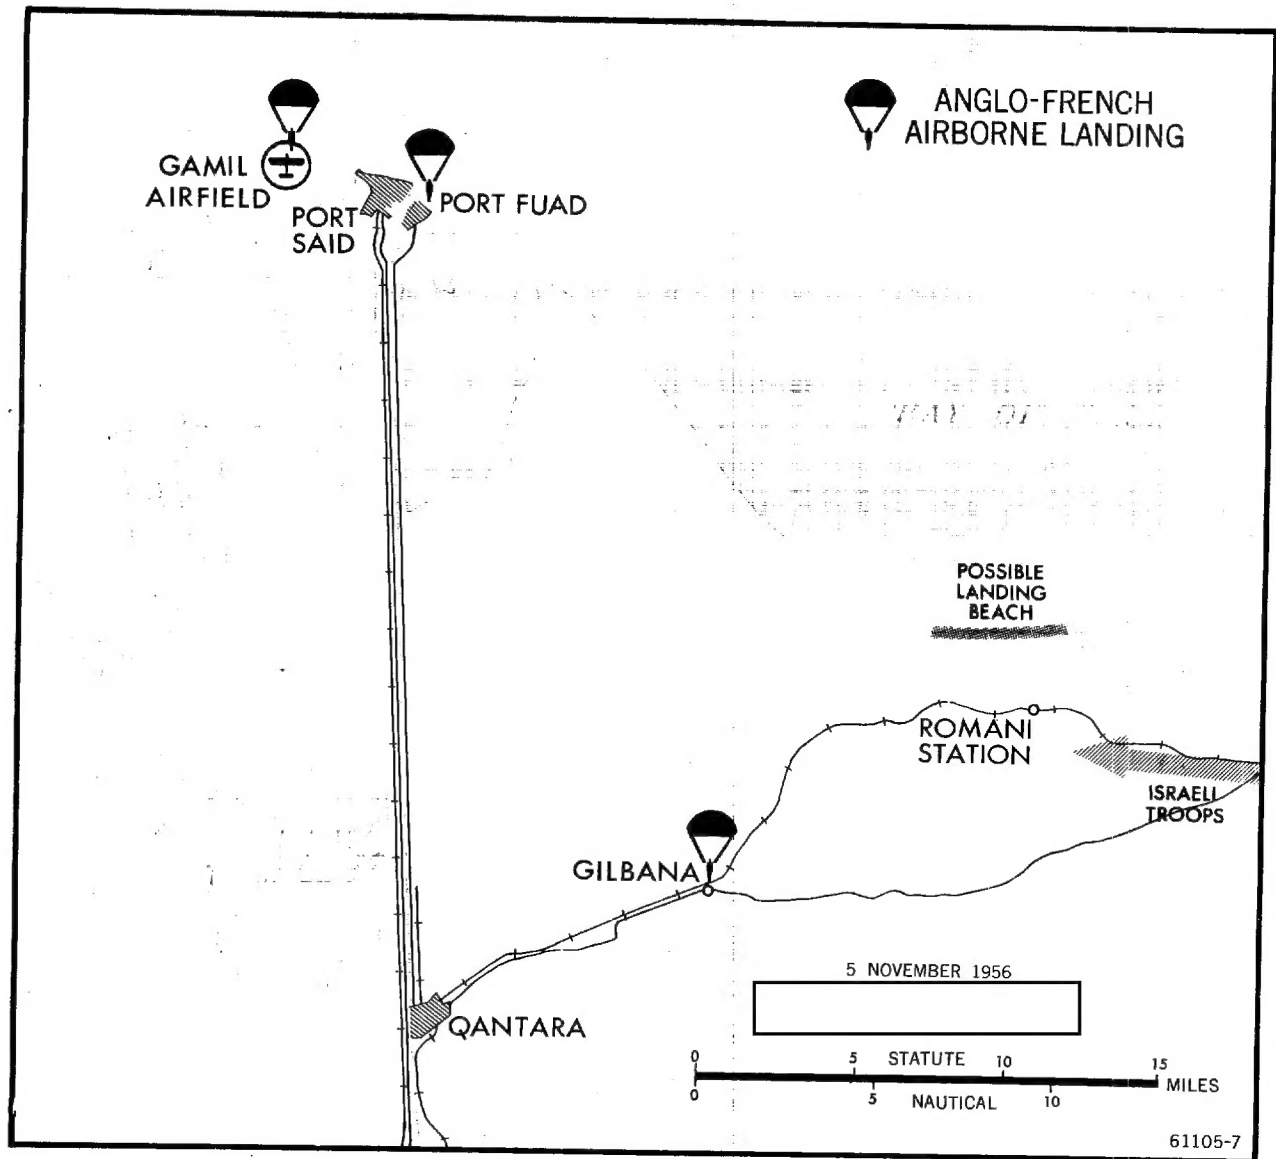 ANGLO-FRENCH
AIRBORNE LANDING
GAMIL
AIRFIELD
PORT
SAID
PORT FUAD
POSSIBLE
LANDING
BEACH
ROMANI
STATION
ISRAELI
TROOPS
GILBANA
QANTARA
5 NOVEMBER 1956
0 5 STATUTE 10 15
MILES
0 5 NAUTICAL 10
61105-7